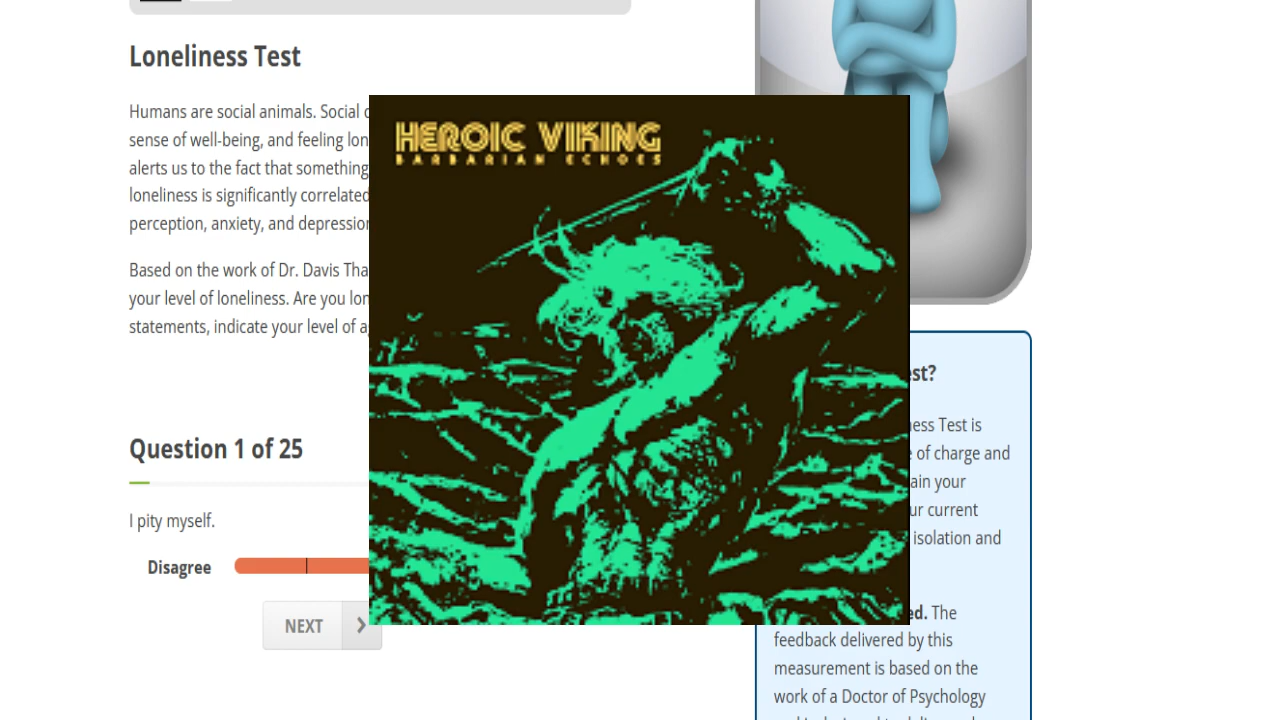 Loneliness Test
Humans are social animals. Social
sense of well-being, and feeling lon
alerts us to the fact that something
loneliness is significantly correlated
perception, anxiety, and depression
Based on the work of Dr. Davis Tha
your level of loneliness. Are you lon
statements, indicate your level of a
Question 1 of 25
I pity myself.
Disagree
NEXT
HEROIC VIKING
BARBARIAN ECHOES
est?
ness Test is
e of charge and
ain your
ur current
isolation and
ed. The
feedback delivered by this
measurement is based on the
work of a Doctor of Psychology